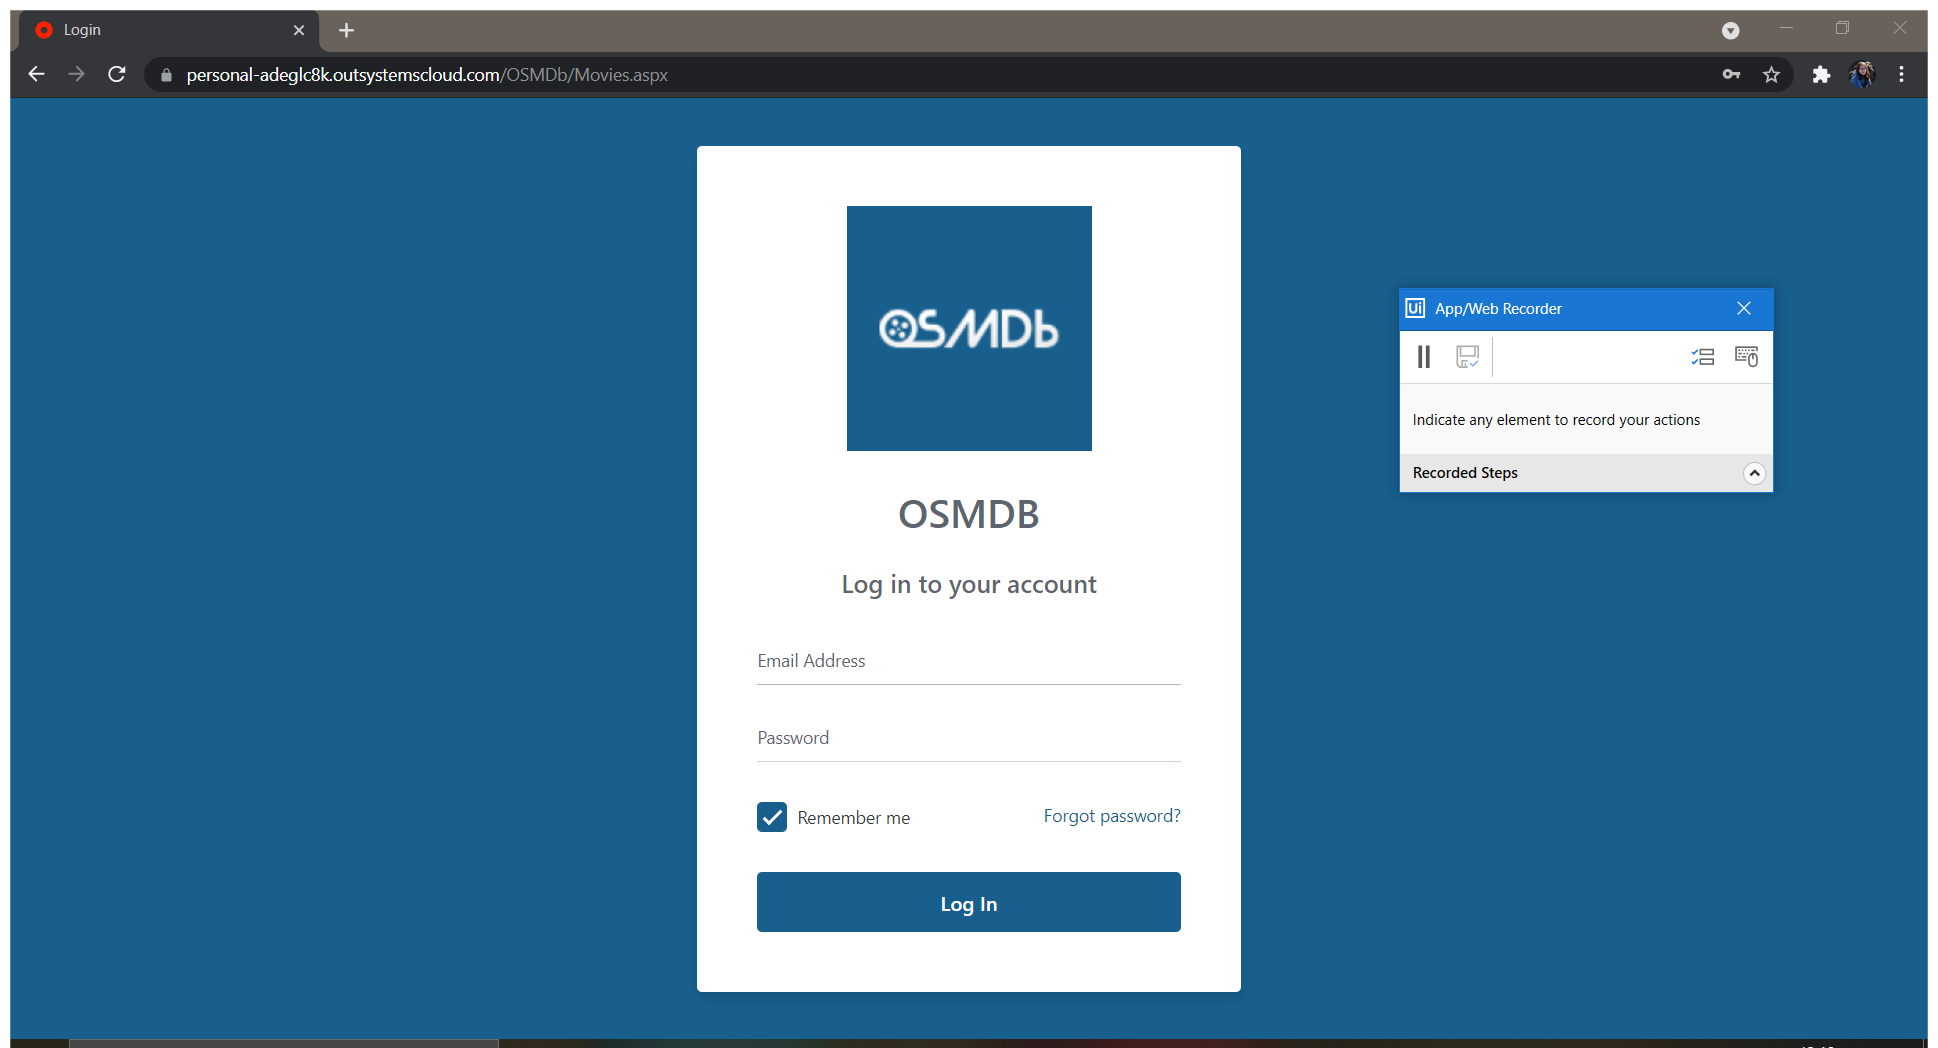 Login
personal-adeglc8k.outsystemscloud.com/OSMDb/Movies.aspx
OSMDb
OSMDB
Log in to your account
Email Address
Password
Remember me
Forgot password?
Log In
Ui App/Web Recorder
Indicate any element to record your actions
Recorded Steps